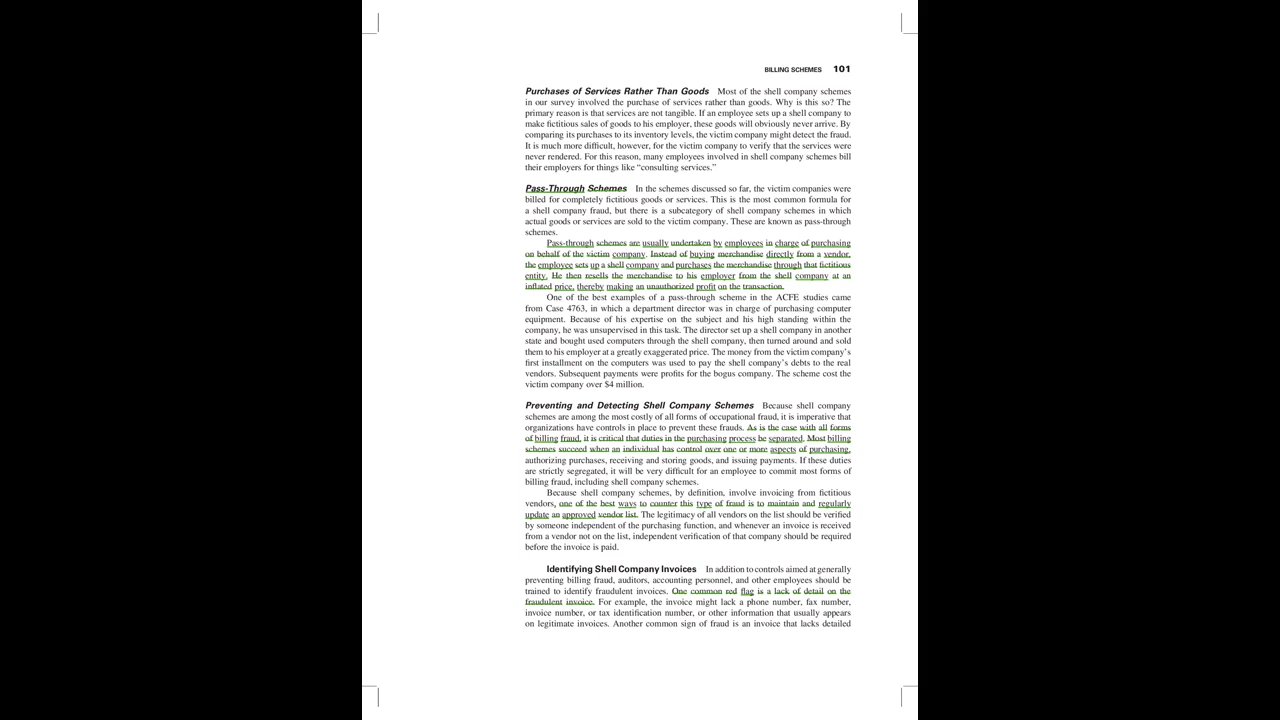 BILLING SCHEMES 101
Purchases of Services Rather Than Goods Most of the shell company schemes
in our survey involved the purchase of services rather than goods. Why is this so? The
primary reason is that services are not tangible. If an employee sets up a shell company to
make fictitious sales of goods to his employer, these goods will obviously never arrive. By
comparing its purchases to its inventory levels, the victim company might detect the fraud.
It is much more difficult, however, for the victim company to verify that the services were
never rendered. For this reason, many employees involved in shell company schemes bill
their employers for things like “consulting services.”
Pass-Through Schemes In the schemes discussed so far, the victim companies were
billed for completely fictitious goods or services. This is the most common formula for
a shell company fraud, but there is a subcategory of shell company schemes in which
actual goods or services are sold to the victim company. These are known as pass-through
schemes.
Pass-through schemes are usually undertaken by employees in charge of purchasing
on behalf of the victim company. Instead of buying merchandise directly from a vendor,
the employee sets up a shell company and purchases the merchandise through that fictitious
entity. He then resells the merchandise to his employer from the shell company at an
inflated price, thereby making an unauthorized profit on the transaction.
One of the best examples of a pass-through scheme in the ACFE studies came
from Case 4763, in which a department director was in charge of purchasing computer
equipment. Because of his expertise on the subject and his high standing within the
company, he was unsupervised in this task. The director set up a shell company in another
state and bought used computers through the shell company, then turned around and sold
them to his employer at a greatly exaggerated price. The money from the victim company’s
first installment on the computers was used to pay the shell company’s debts to the real
vendors. Subsequent payments were profits for the bogus company. The scheme cost the
victim company over $4 million.
Preventing and Detecting Shell Company Schemes Because shell company
schemes are among the most costly of all forms of occupational fraud, it is imperative that
organizations have controls in place to prevent these frauds. As is the case with all forms
of billing fraud, it is critical that duties in the purchasing process be separated. Most billing
schemes succeed when an individual has control over one or more aspects of purchasing,
authorizing purchases, receiving and storing goods, and issuing payments. If these duties
are strictly segregated, it will be very difficult for an employee to commit most forms of
billing fraud, including shell company schemes.
Because shell company schemes, by definition, involve invoicing from fictitious
vendors, one of the best ways to counter this type of fraud is to maintain and regularly
update an approved vendor list. The legitimacy of all vendors on the list should be verified
by someone independent of the purchasing function, and whenever an invoice is received
from a vendor not on the list, independent verification of that company should be required
before the invoice is paid.
Identifying Shell Company Invoices In addition to controls aimed at generally
preventing billing fraud, auditors, accounting personnel, and other employees should be
trained to identify fraudulent invoices. One common red flag is a lack of detail on the
fraudulent invoice. For example, the invoice might lack a phone number, fax number,
invoice number, or tax identification number, or other information that usually appears
on legitimate invoices. Another common sign of fraud is an invoice that lacks detailed